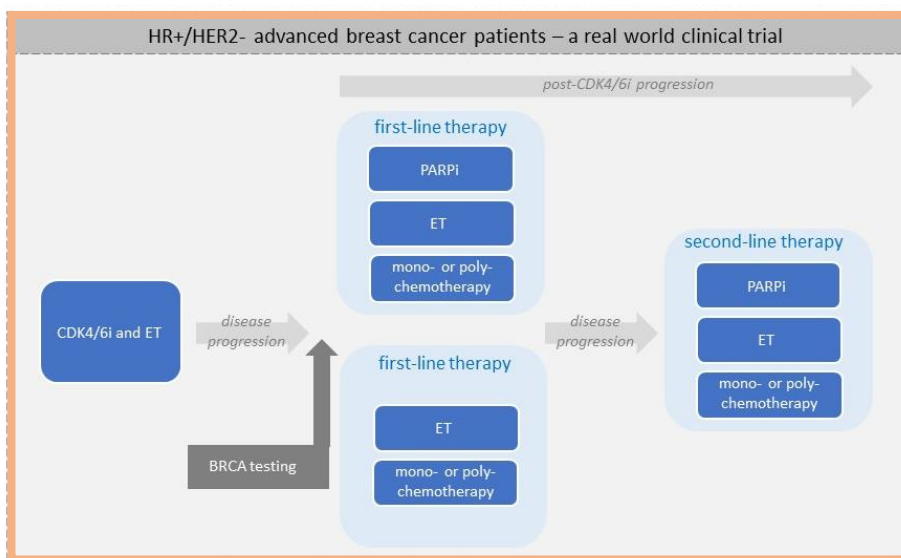 HR+/HER2- advanced breast cancer patients – a real world clinical trial
post-CDK4/6i progression
first-line therapy
PARPi
ET
mono- or poly-
chemotherapy
CDK4/6i and ET
disease
progression
BRCA testing
first-line therapy
ET
mono- or poly-
chemotherapy
disease
progression
second-line therapy
PARPi
ET
mono- or poly-
chemotherapy